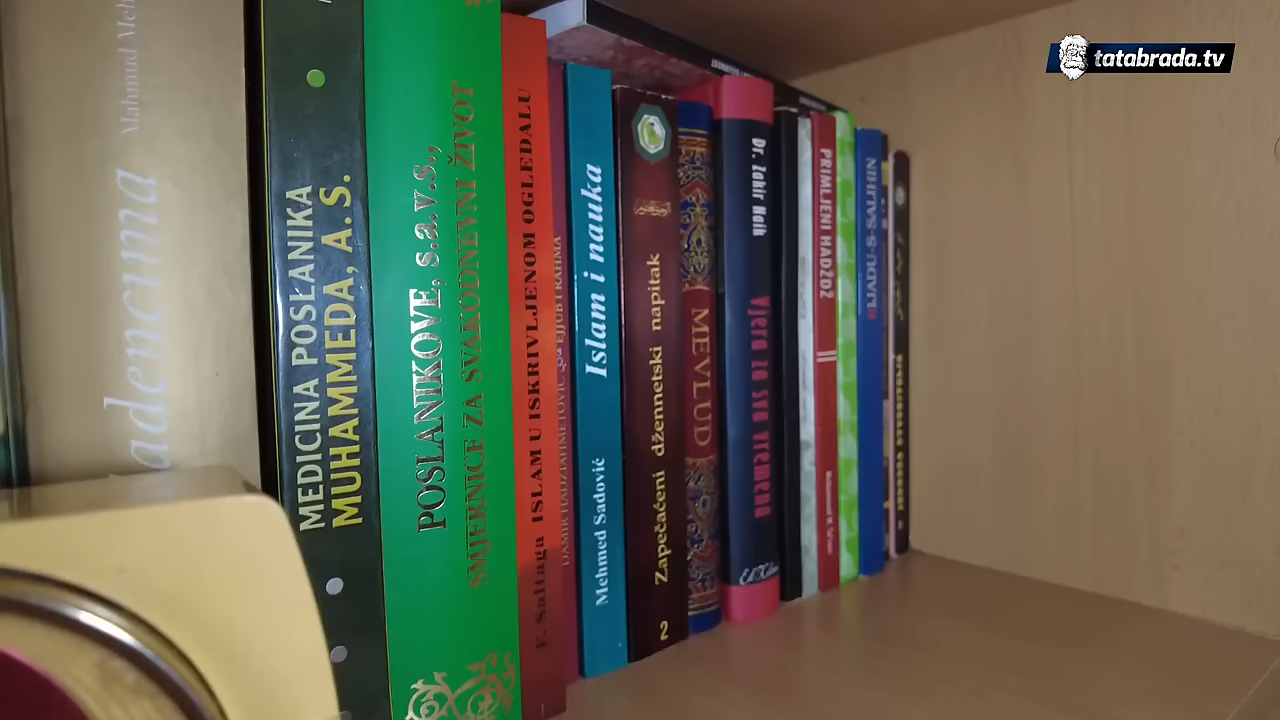 tatabrada.tv
adencima
MEDICINA POSLANIKA
MUHAMMEDA, A.S.
POSLANIKOVE, s.a.v.s.,
SMJERNICE ZA SVAKODNEVNI ŽIVOT
F. Saltaga ISLAM U ISKRIVLJENOM OGLEDALU
Mehmed Sadović Islam i nauka
Zapečaćeni džennetski napitak
2
MEVLUD
Dr. Zakir Naik
Vjera za sva vremena
PRIMLJENI HADŽDŽ
RIJADU-S-SALIHIN